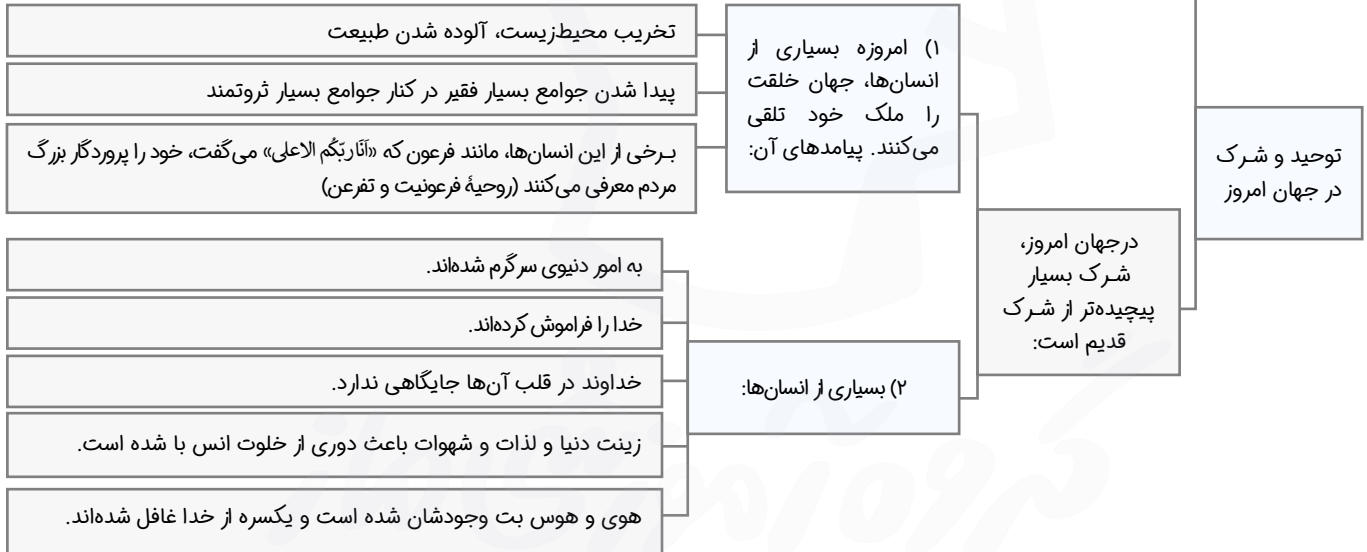 توحید و شرک
در جهان امروز
درجهان امروز،
شرک بسیار
پیچیده‌تر از شرک
قدیم است:
۱) امروزه بسیاری از
انسان‌ها، جهان خلقت
را ملک خود تلقی
می‌کنند. پیامدهای آن:
تخریب محیط‌زیست، آلوده شدن طبیعت
پیدا شدن جوامع بسیار فقیر در کنار جوامع بسیار ثروتمند
برخی از این انسان‌ها، مانند فرعون که «اَنَا رَبّکُم الاعلی» می‌گفت، خود را پروردگار بزرگ
مردم معرفی می‌کنند (روحیهٔ فرعونیت و تفرعن)
۲) بسیاری از انسان‌ها:
به امور دنیوی سرگرم شده‌اند.
خدا را فراموش کرده‌اند.
خداوند در قلب آن‌ها جایگاهی ندارد.
زینت دنیا و لذات و شهوات باعث دوری از خلوت انس با شده است.
هوی و هوس بت وجودشان شده است و یکسره از خدا غافل شده‌اند.